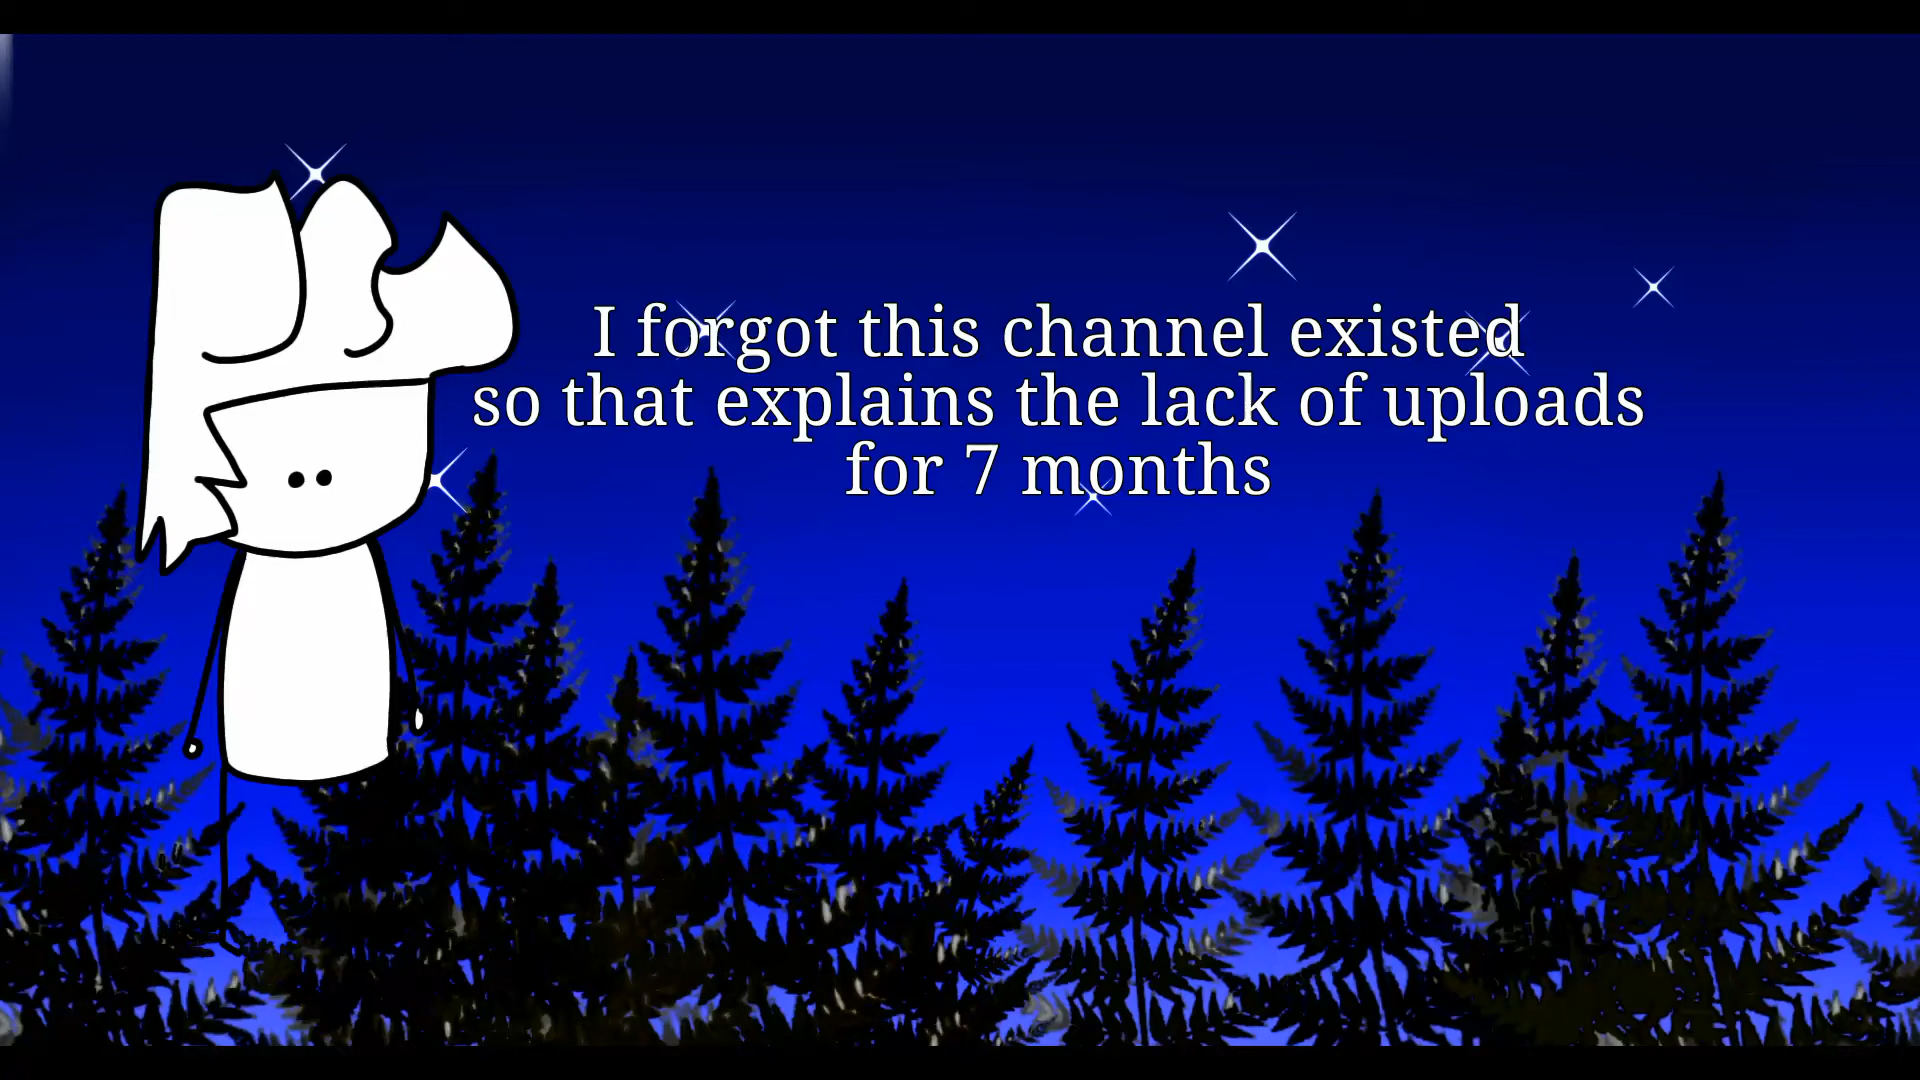 I forgot this channel existed
so that explains the lack of uploads
for 7 months